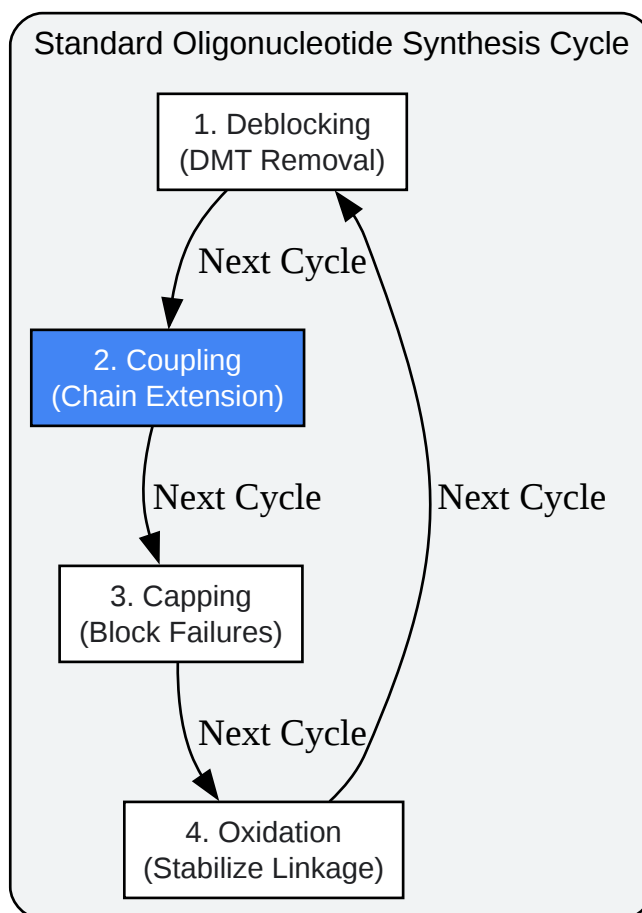 Standard Oligonucleotide Synthesis Cycle
1. Deblocking
(DMT Removal)
Next Cycle
2. Coupling
(Chain Extension)
Next Cycle
Next Cycle
3. Capping
(Block Failures)
Next Cycle
4. Oxidation
(Stabilize Linkage)